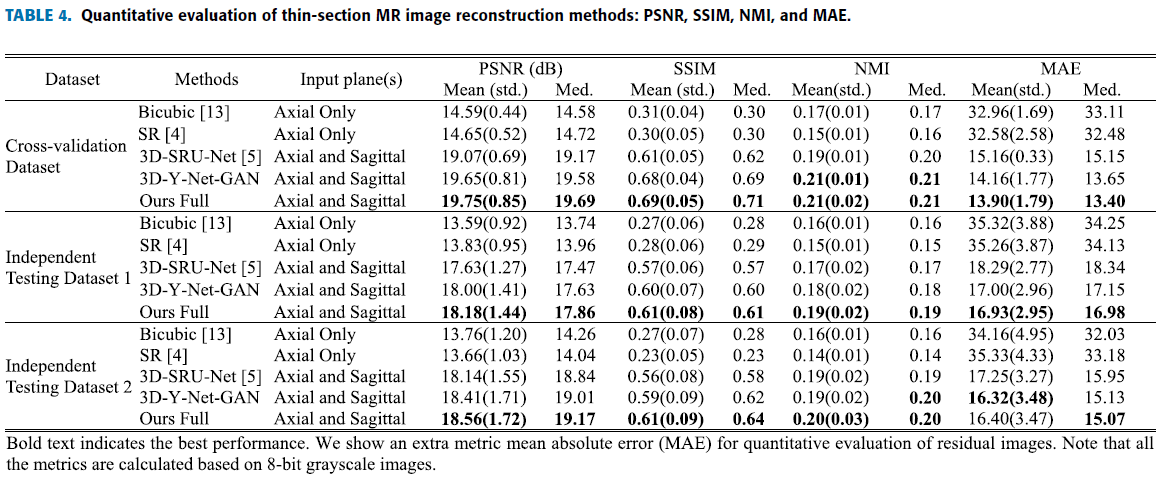 TABLE 4. Quantitative evaluation of thin-section MR image reconstruction methods: PSNR, SSIM, NMI, and MAE.
Dataset Methods Input plane(s) PSNR (dB) SSIM NMI MAE
Mean (std.) Med. Mean (std.) Med. Mean(std.) Med. Mean(std.) Med.
Cross-validation Dataset
Bicubic [13] Axial Only 14.59(0.44) 14.58 0.31(0.04) 0.30 0.17(0.01) 0.17 32.96(1.69) 33.11
SR [4] Axial Only 14.65(0.52) 14.72 0.30(0.05) 0.30 0.15(0.01) 0.16 32.58(2.58) 32.48
3D-SRU-Net [5] Axial and Sagittal 19.07(0.69) 19.17 0.61(0.05) 0.62 0.19(0.01) 0.20 15.16(0.33) 15.15
3D-Y-Net-GAN Axial and Sagittal 19.65(0.81) 19.58 0.68(0.04) 0.69 0.21(0.01) 0.21 14.16(1.77) 13.65
Ours Full Axial and Sagittal 19.75(0.85) 19.69 0.69(0.05) 0.71 0.21(0.02) 0.21 13.90(1.79) 13.40
Independent Testing Dataset 1
Bicubic [13] Axial Only 13.59(0.92) 13.74 0.27(0.06) 0.28 0.16(0.01) 0.16 35.32(3.88) 34.25
SR [4] Axial Only 13.83(0.95) 13.96 0.28(0.06) 0.29 0.15(0.01) 0.15 35.26(3.87) 34.13
3D-SRU-Net [5] Axial and Sagittal 17.63(1.27) 17.47 0.57(0.06) 0.57 0.17(0.02) 0.17 18.29(2.77) 18.34
3D-Y-Net-GAN Axial and Sagittal 18.00(1.41) 17.63 0.60(0.07) 0.60 0.18(0.02) 0.18 17.00(2.96) 17.15
Ours Full Axial and Sagittal 18.18(1.44) 17.86 0.61(0.08) 0.61 0.19(0.02) 0.19 16.93(2.95) 16.98
Independent Testing Dataset 2
Bicubic [13] Axial Only 13.76(1.20) 14.26 0.27(0.07) 0.28 0.16(0.01) 0.16 34.16(4.95) 32.03
SR [4] Axial Only 13.66(1.03) 14.04 0.23(0.05) 0.23 0.14(0.01) 0.14 35.33(4.33) 33.18
3D-SRU-Net [5] Axial and Sagittal 18.14(1.55) 18.84 0.56(0.08) 0.58 0.19(0.02) 0.19 17.25(3.27) 15.95
3D-Y-Net-GAN Axial and Sagittal 18.41(1.71) 19.01 0.59(0.09) 0.62 0.19(0.02) 0.20 16.32(3.48) 15.13
Ours Full Axial and Sagittal 18.56(1.72) 19.17 0.61(0.09) 0.64 0.20(0.03) 0.20 16.40(3.47) 15.07
Bold text indicates the best performance. We show an extra metric mean absolute error (MAE) for quantitative evaluation of residual images. Note that all
the metrics are calculated based on 8-bit grayscale images.